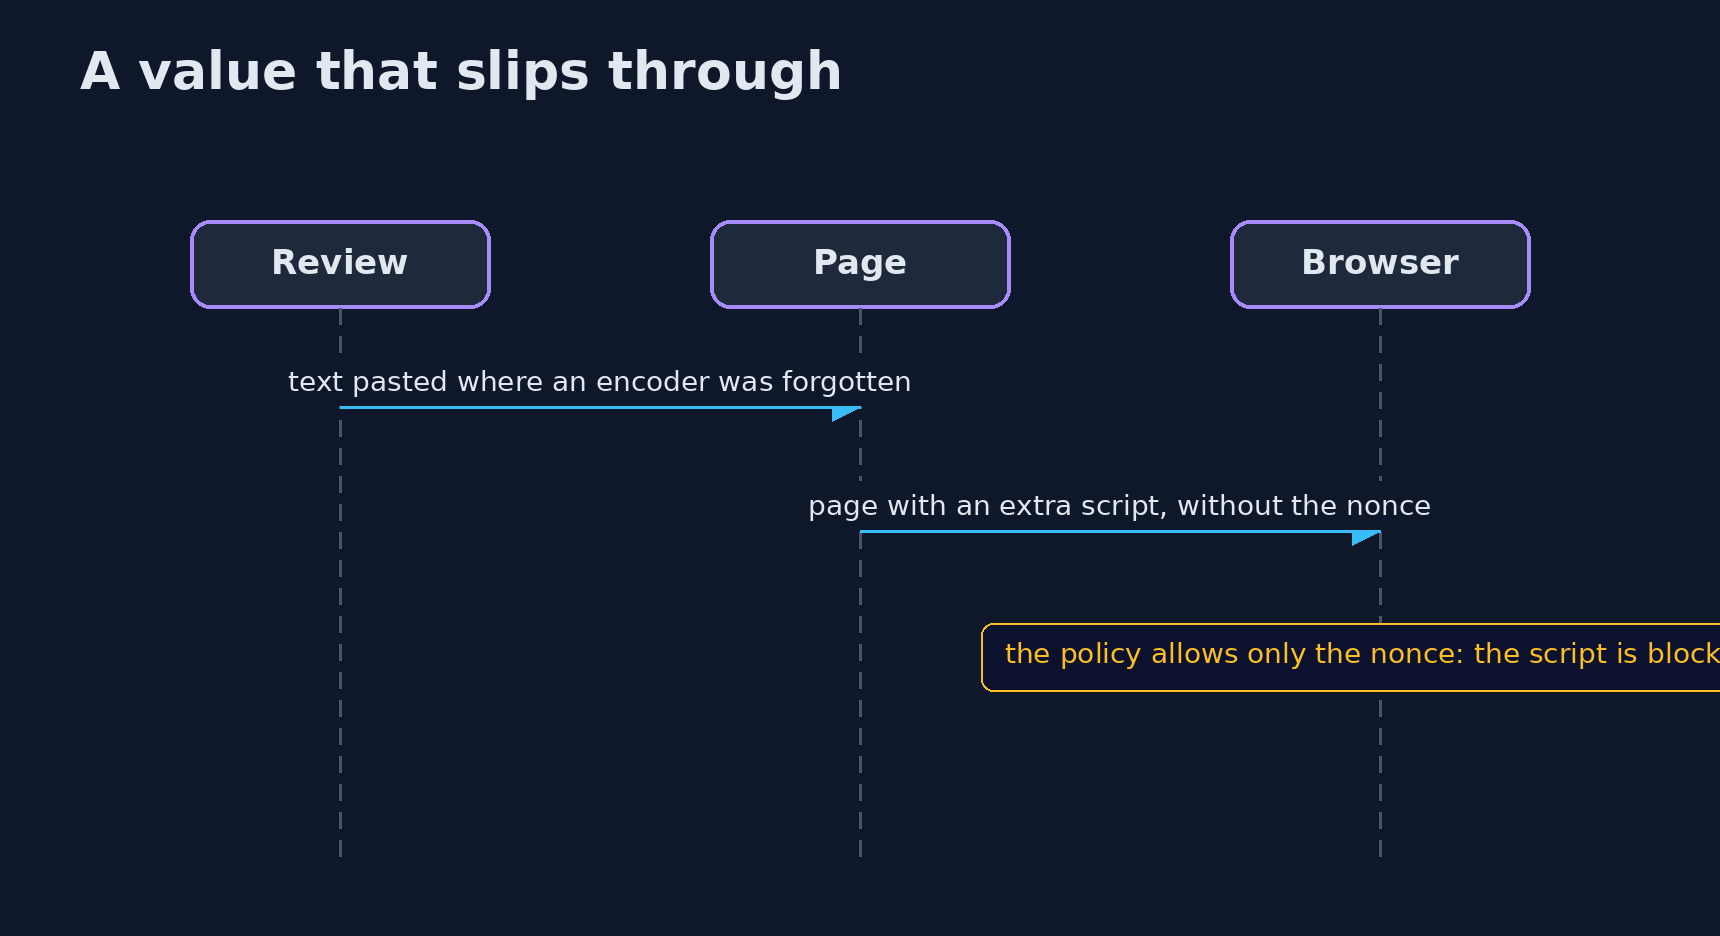 A value that slips through
Review
Page
Browser
text pasted where an encoder was forgotten
page with an extra script, without the nonce
the policy allows only the nonce: the script is block